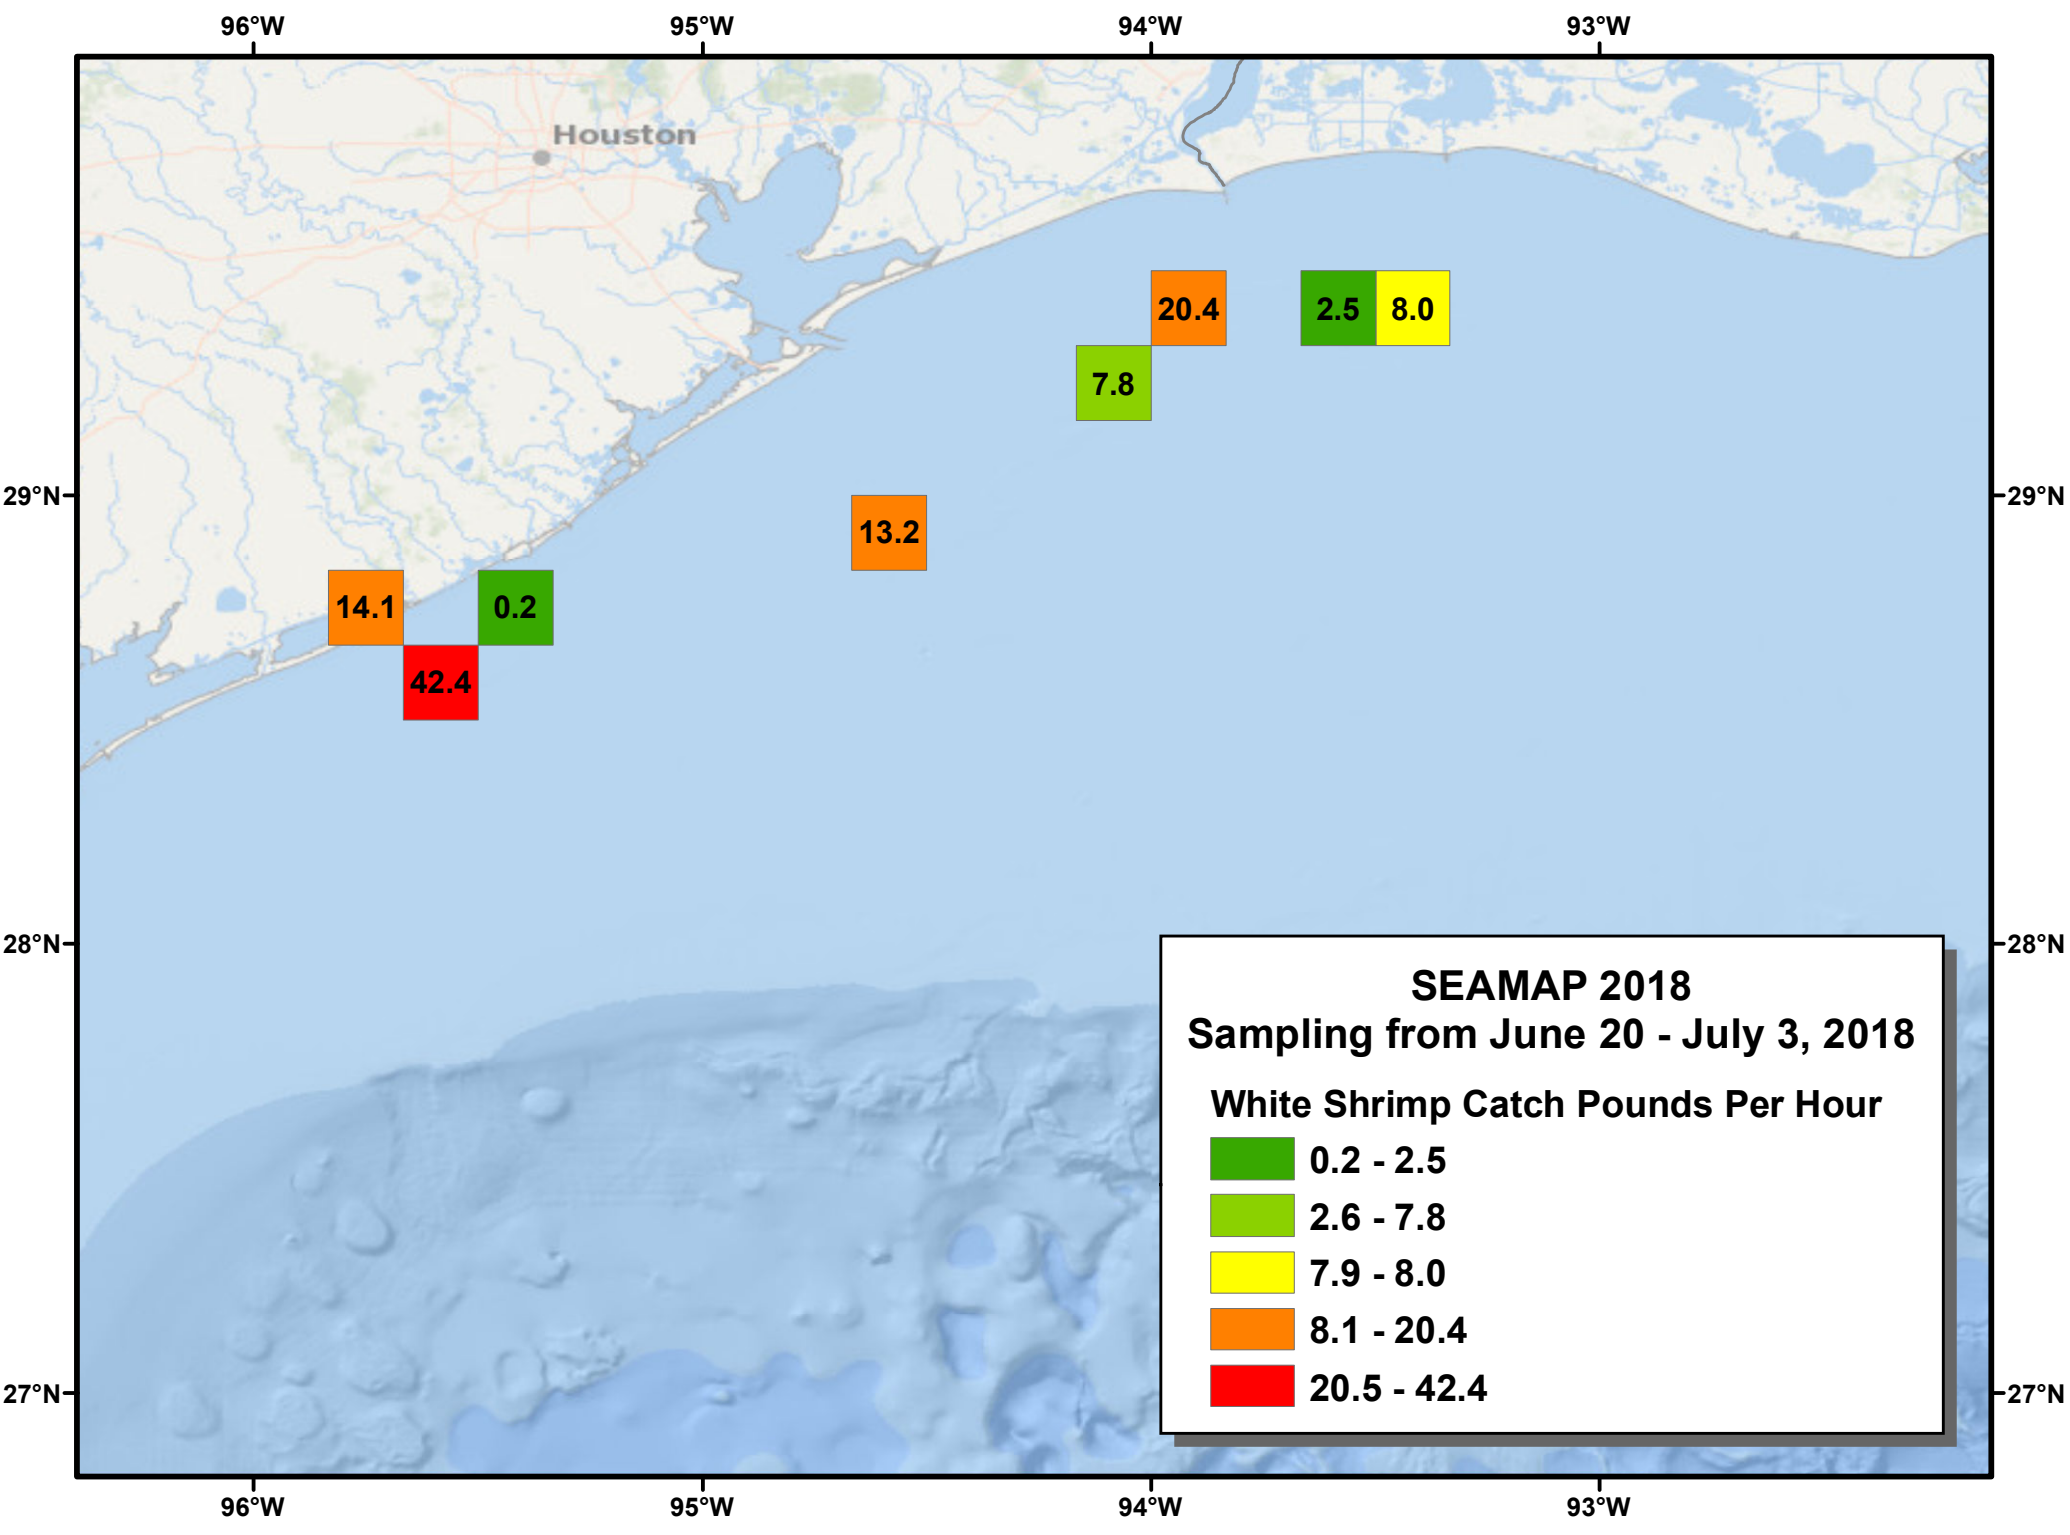 96°W 95°W 94°W 93°W
Houston
20.4 2.5 8.0
7.8
29°N 29°N
13.2
14.1 0.2
42.4
28°N 28°N
SEAMAP 2018
Sampling from June 20 - July 3, 2018
White Shrimp Catch Pounds Per Hour
0.2 - 2.5
2.6 - 7.8
7.9 - 8.0
8.1 - 20.4
20.5 - 42.4
27°N 27°N
96°W 95°W 94°W 93°W